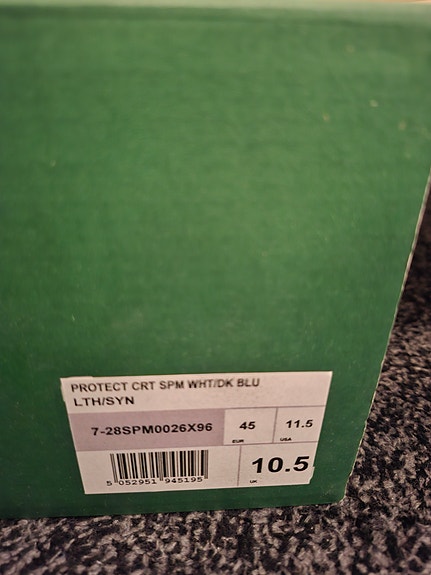 PROTECT CRT SPM WHT/DK BLU
LTH/SYN
7-28SPM0026X96
45
EUR
11.5
USA
5 052951 945195
10.5
UK